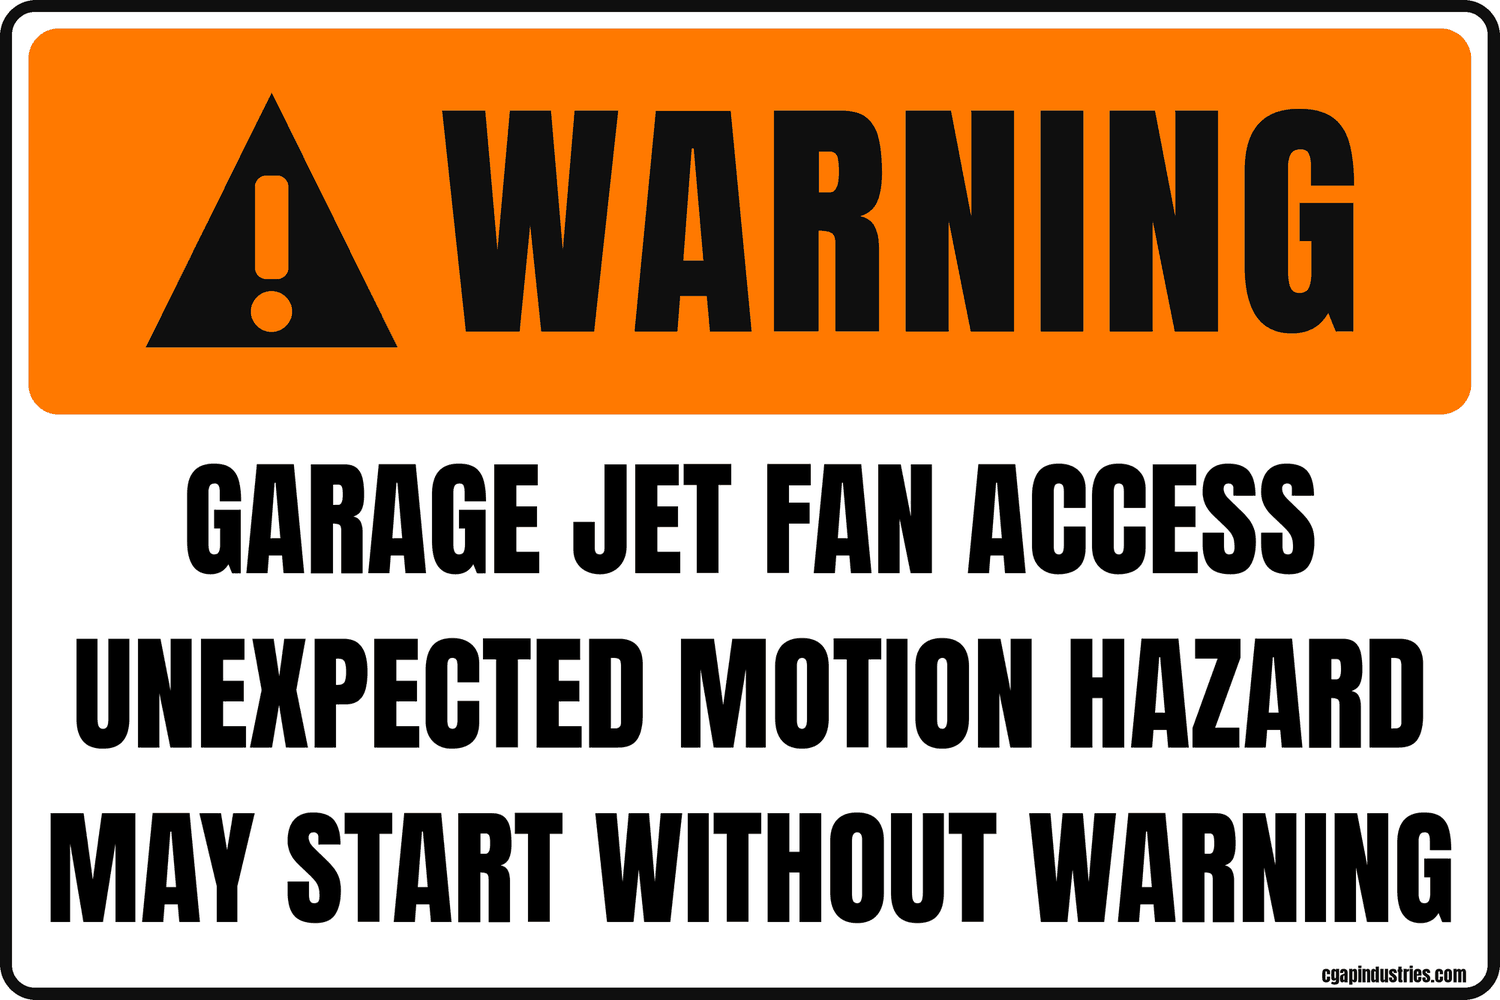 WARNING
GARAGE JET FAN ACCESS
UNEXPECTED MOTION HAZARD
MAY START WITHOUT WARNING
cgapindustries.com